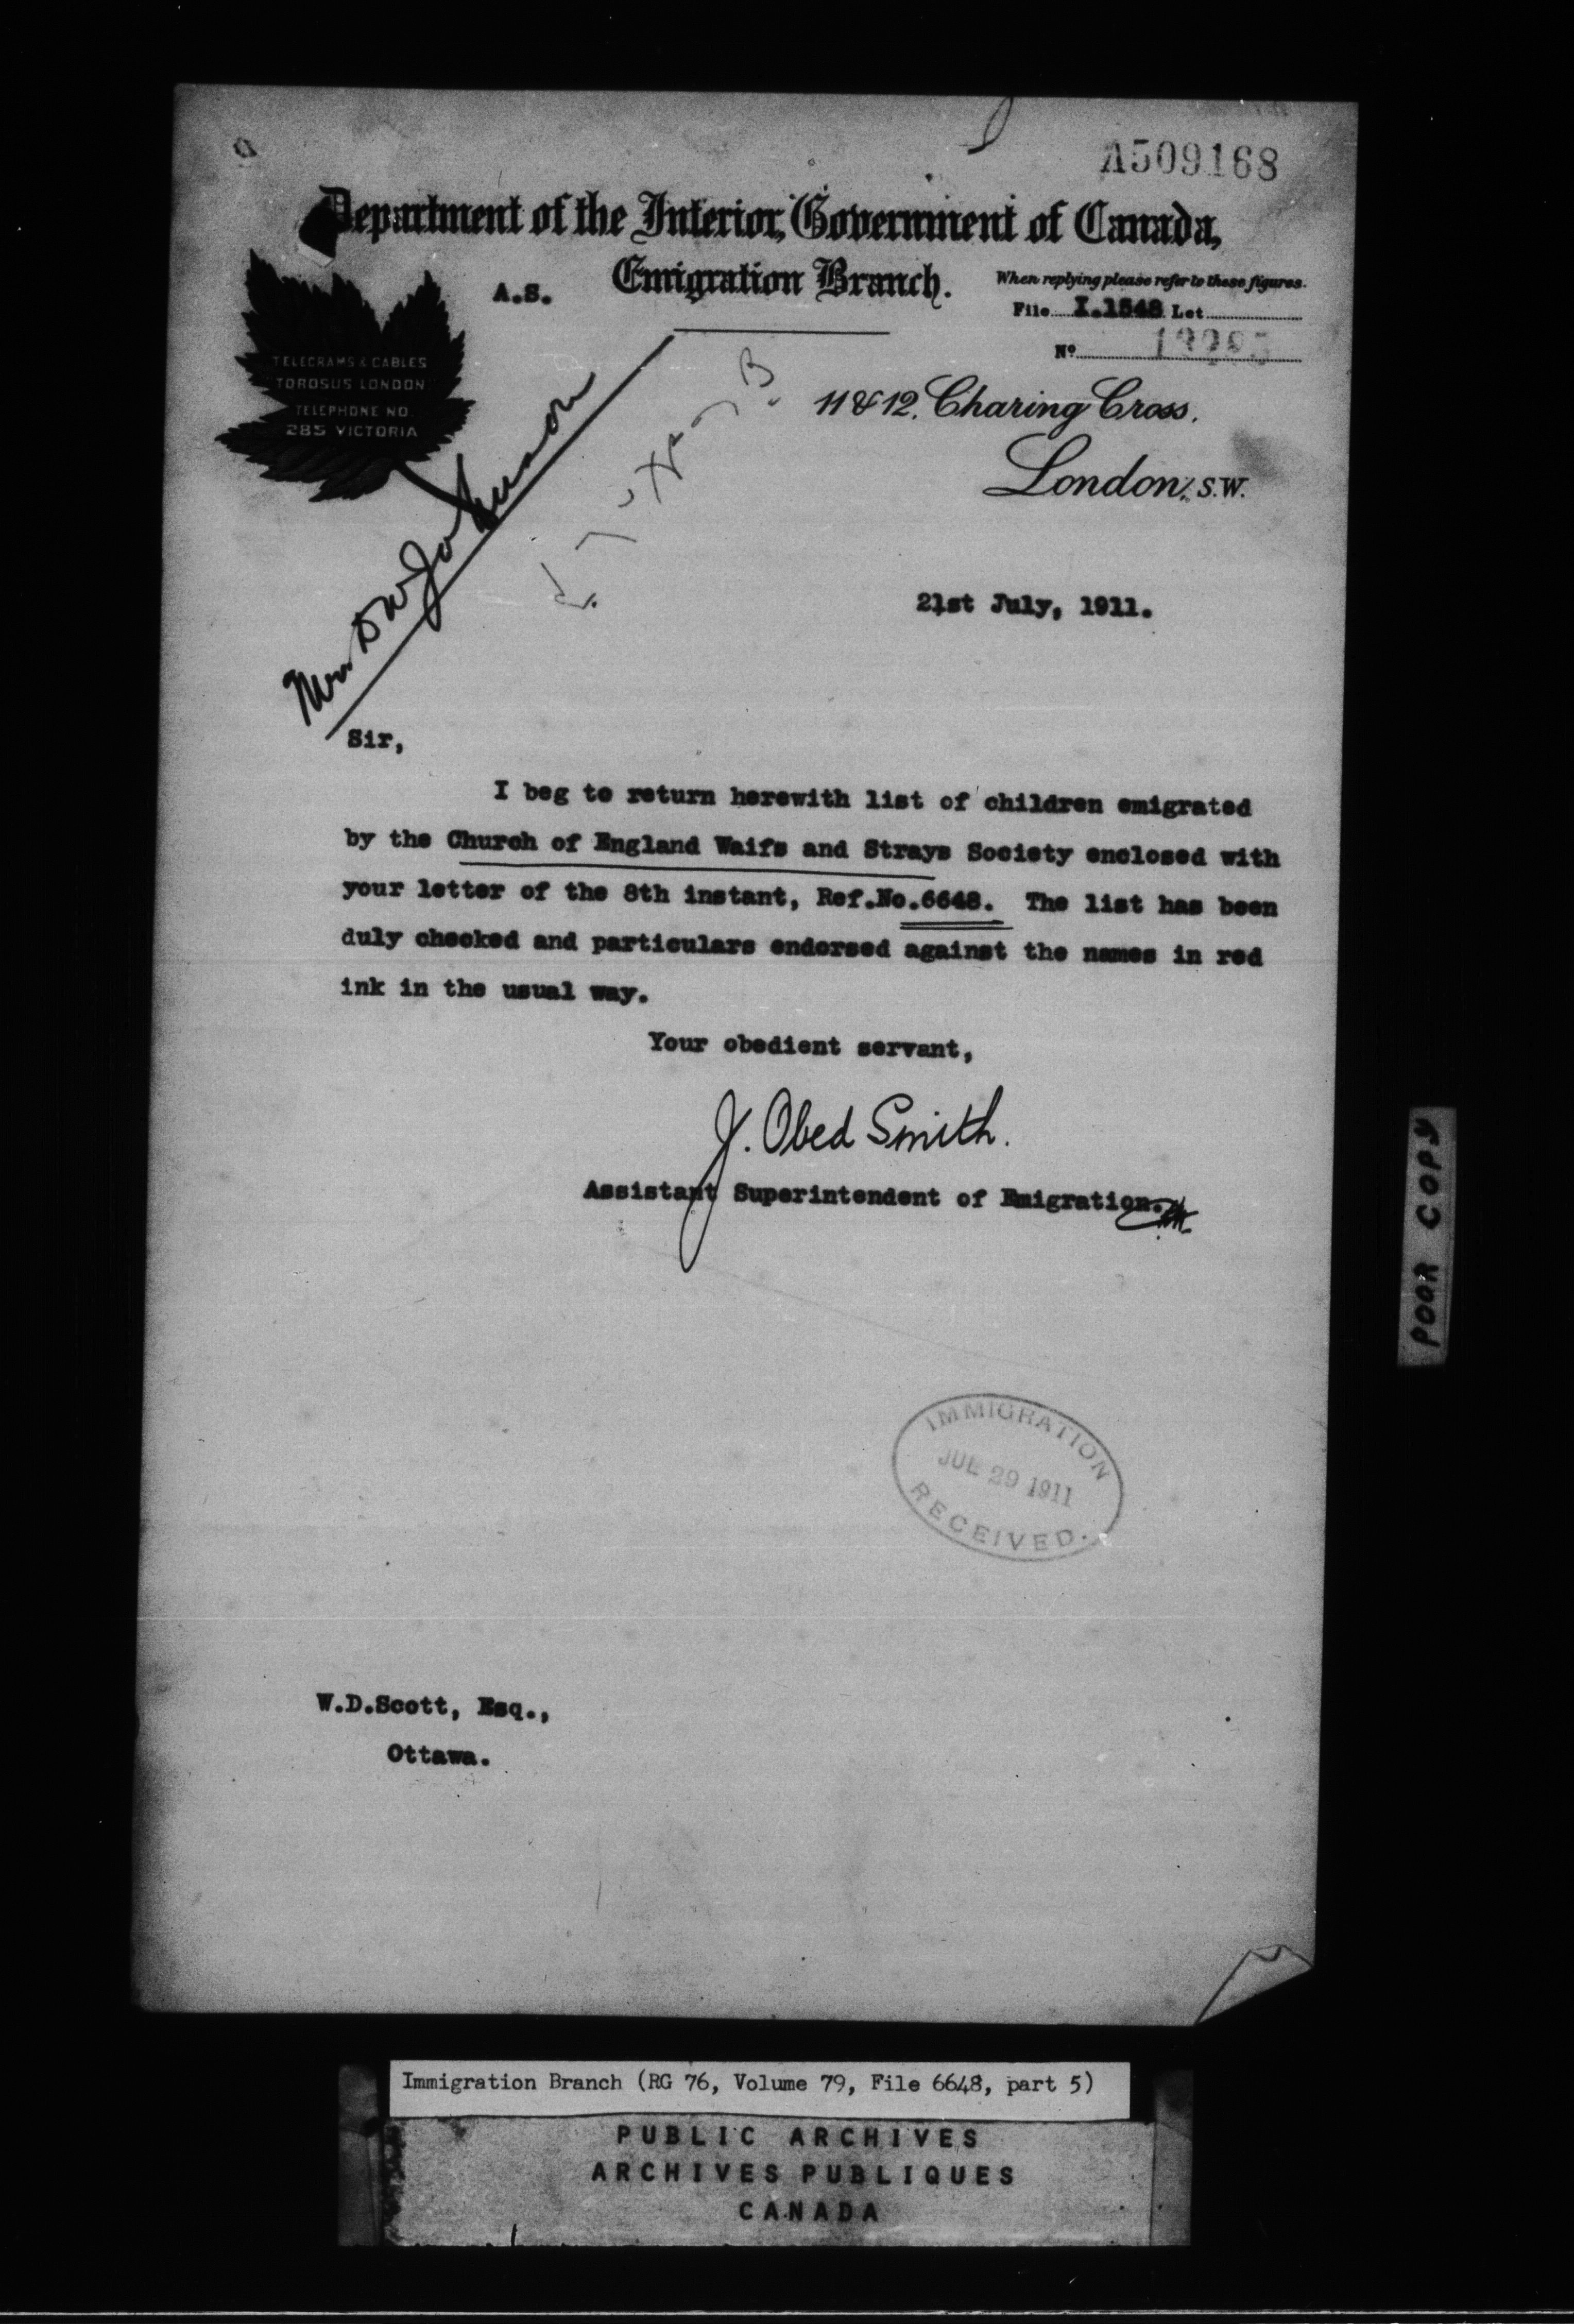 A509168
Department of the Interior, Government of Canada,
Emigration Branch.
A.S.
When replying please refer to these figures.
File I.1548 Let
No
TELEGRAMS & CABLES
TOROSUS LONDON
TELEPHONE NO.
285 VICTORIA
11 & 12, Charing Cross,
London, S.W.
21st July, 1911.
Sir,
I beg to return herewith list of children emigrated
by the Church of England Waifs and Strays Society enclosed with
your letter of the 8th instant, Ref.No.6648. The list has been
duly checked and particulars endorsed against the names in red
ink in the usual way.
Your obedient servant,
J. Obed Smith.
Assistant Superintendent of Emigration.
POOR COPY
IMMIGRATION
JUL 29 1911
RECEIVED.
W.D.Scott, Esq.,
Ottawa.
Immigration Branch (RG 76, Volume 79, File 6648, part 5)
PUBLIC ARCHIVES
ARCHIVES PUBLIQUES
CANADA